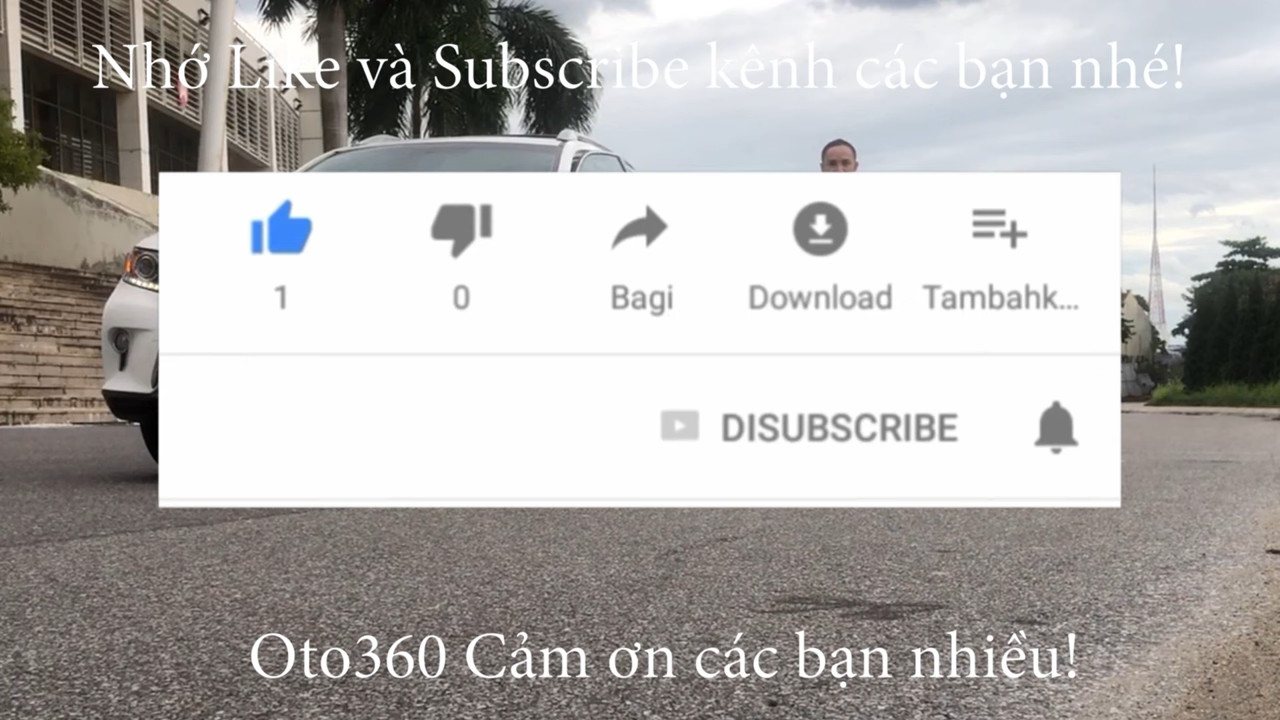 Nhớ Like và Subscribe kênh các bạn nhé!
1 0 Bagi Download Tambahk...
DISUBSCRIBE
Oto360 Cảm ơn các bạn nhiều!